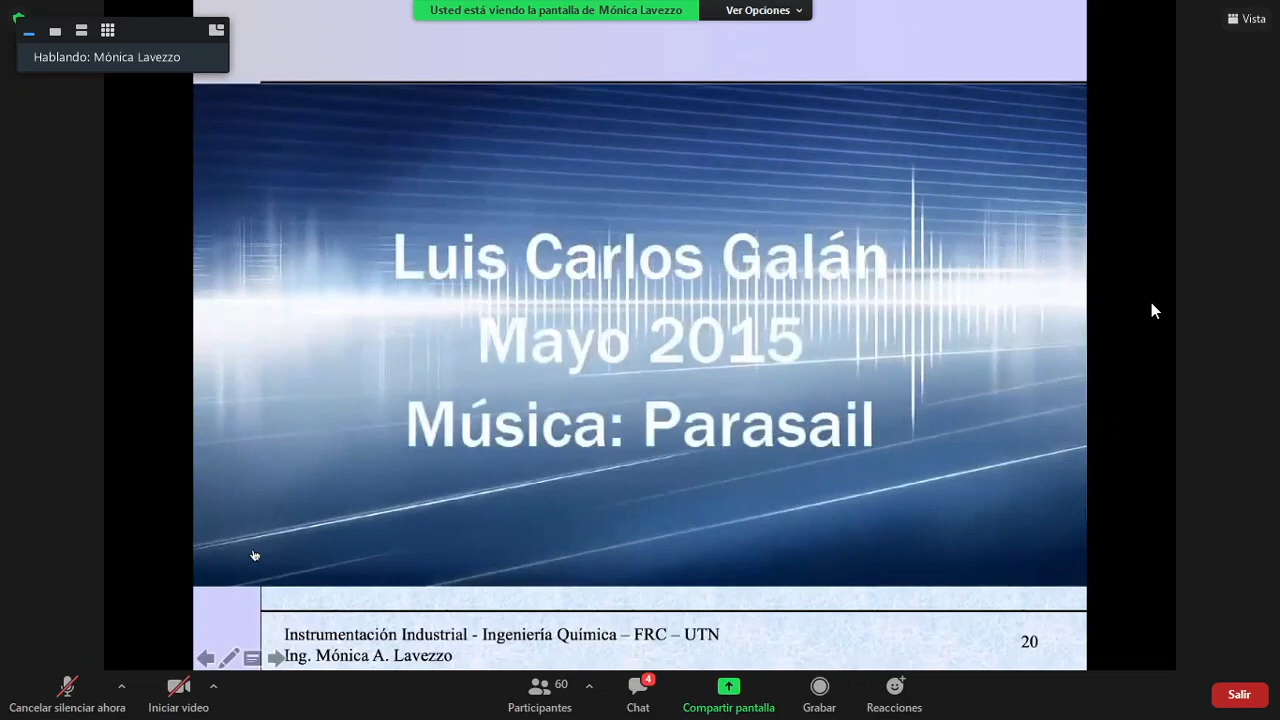 Usted está viendo la pantalla de Mónica Lavezzo
Ver Opciones
Vista
Hablando: Mónica Lavezzo
Luis Carlos Galán
Mayo 2015
Música: Parasail
Instrumentación Industrial - Ingeniería Química – FRC – UTN
Ing. Mónica A. Lavezzo
20
Cancelar silenciar ahora
Iniciar video
60
Participantes
4
Chat
Compartir pantalla
Grabar
Reacciones
Salir